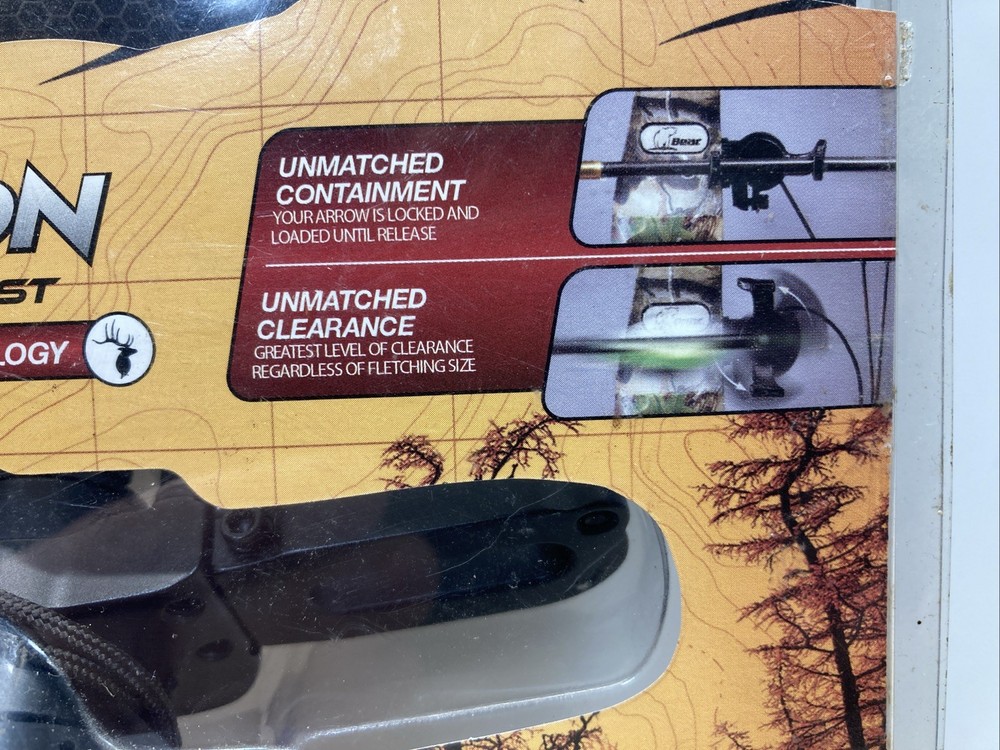 UNMATCHED
CONTAINMENT
YOUR ARROW IS LOCKED AND
LOADED UNTIL RELEASE
Bear
ON
ST
UNMATCHED
CLEARANCE
GREATEST LEVEL OF CLEARANCE
REGARDLESS OF FLETCHING SIZE
LOGY